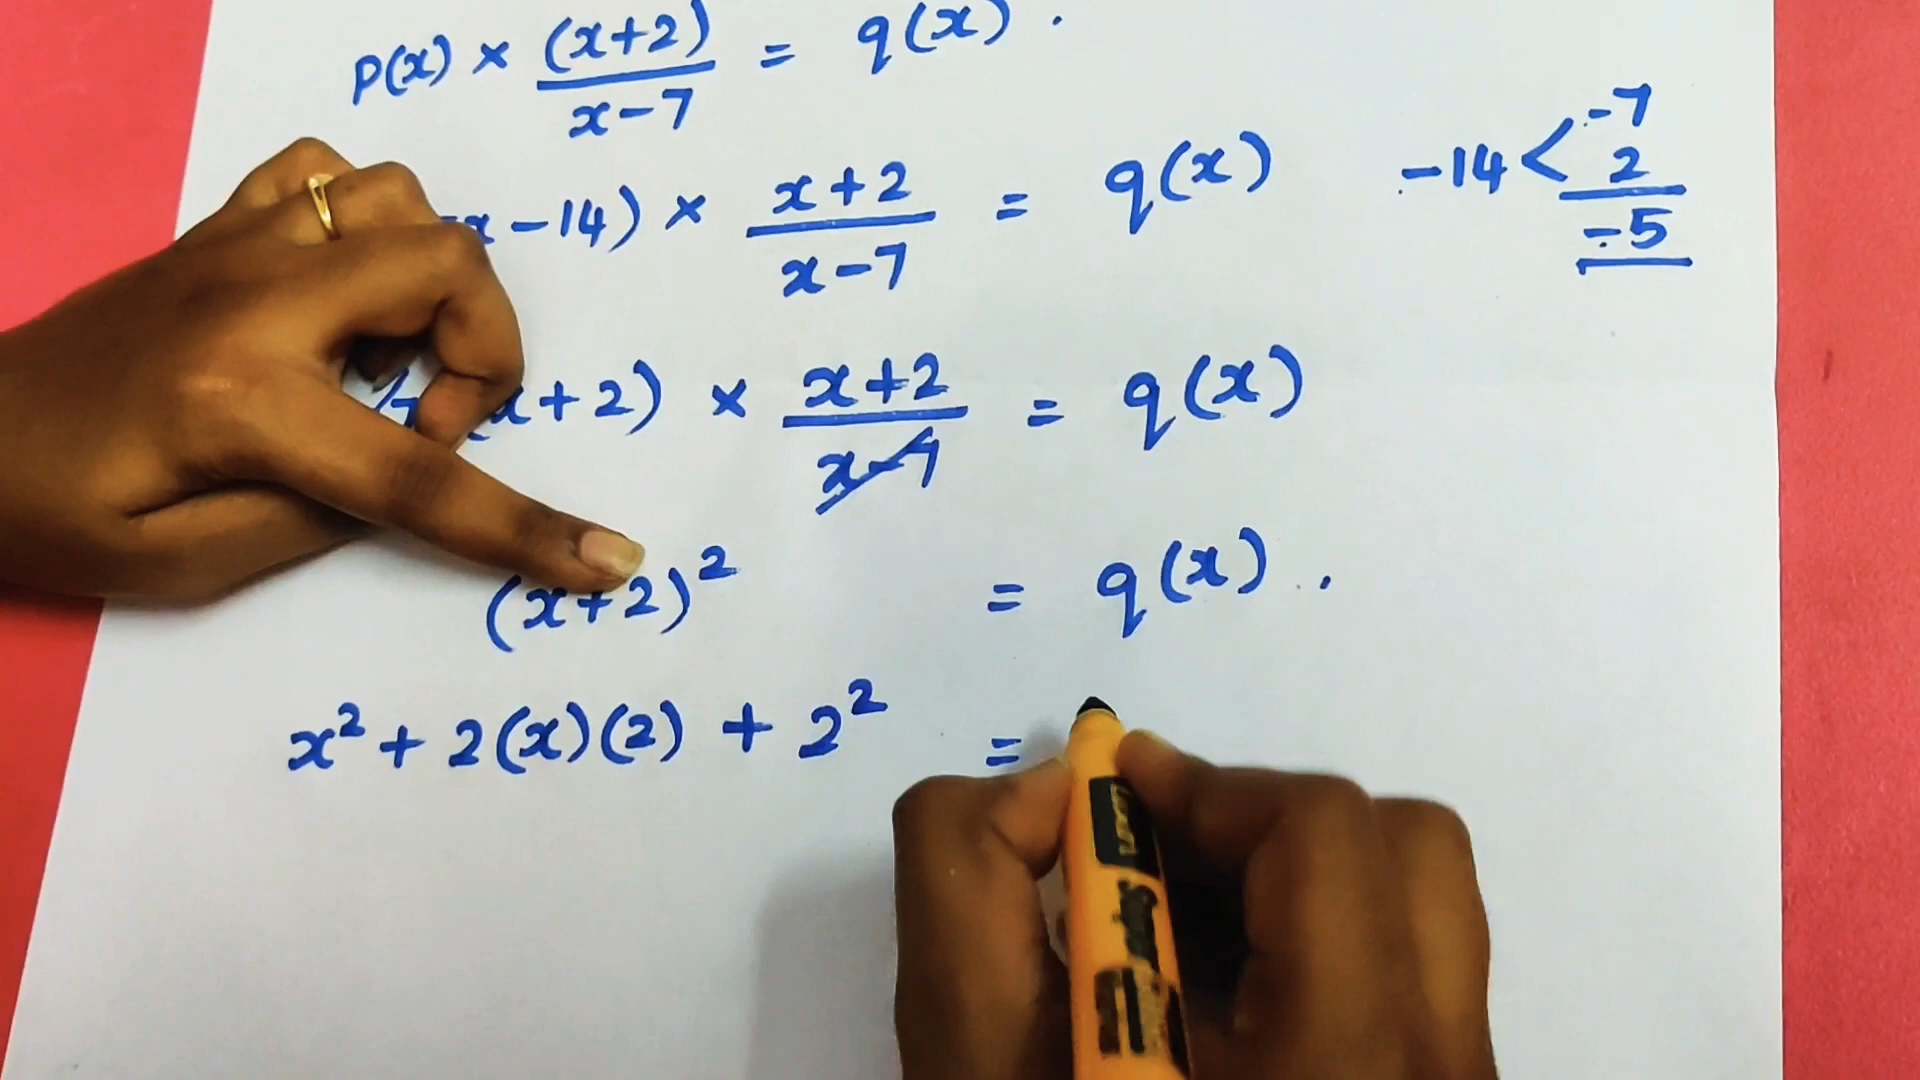 P(x) × (x+2)/x-7 = q(x).
x-14) × x+2/x-7 = q(x)
-14 < -7
2
-5
x+2) × x+2/x-7 = q(x)
(x+2)² = q(x).
x² + 2(x)(2) + 2² =